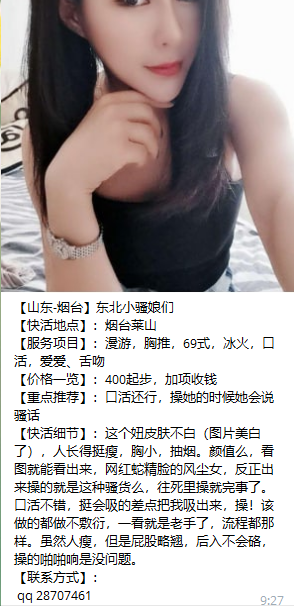 【山东-烟台】东北小骚娘们
【快活地点】：烟台莱山
【服务项目】：漫游，胸推，69式，冰火，口
活，爱爱、舌吻
【价格一览】：400起步，加项收钱
【重点推荐】：口活还行，操她的时候她会说
骚话
【快活细节】：这个妞皮肤不白（图片美白
了），人长得挺瘦，胸小，抽烟。颜值么，看
图就能看出来，网红蛇精脸的风尘女，反正出
来操的就是这种骚货么，往死里操就完事了。
口活不错，挺会吸的差点把我吸出来，操！该
做的都做不敷衍，一看就是老手了，流程都那
样。虽然人瘦，但是屁股略翘，后入不会硌，
操的啪啪响是没问题。
【联系方式】：
qq 28707461
9:27